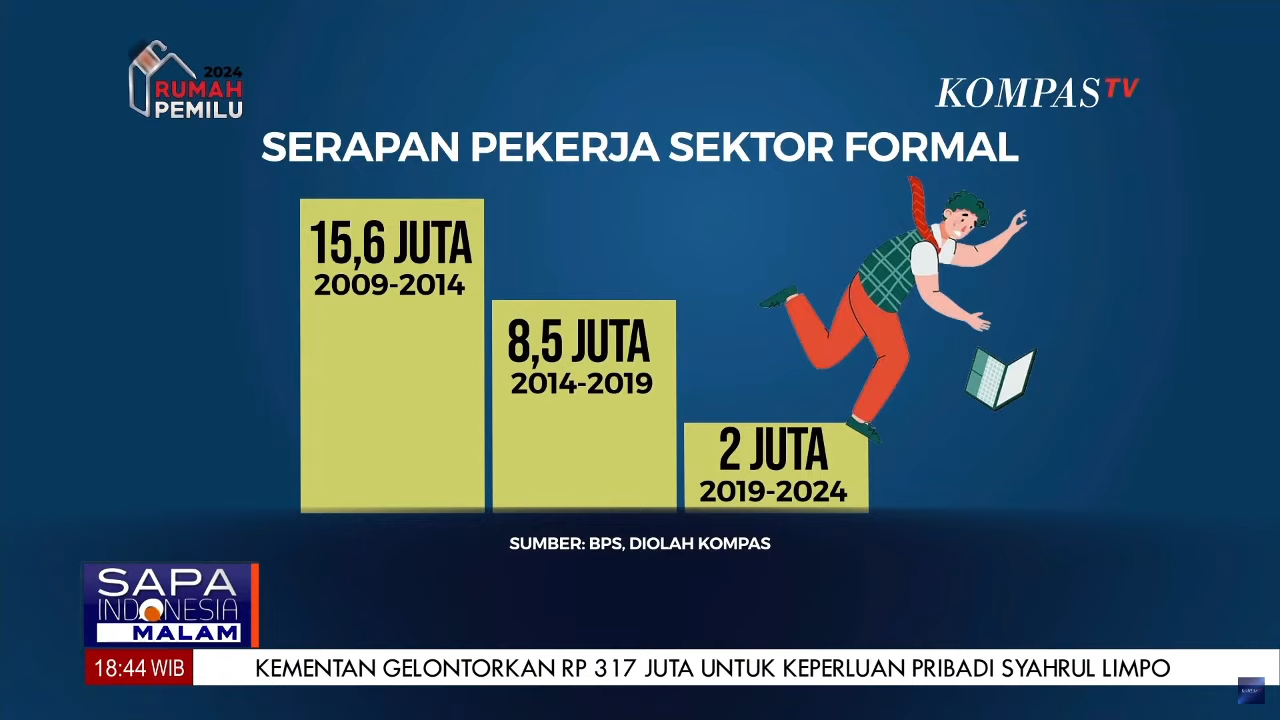 2024
RUMAH
PEMILU
KOMPAS TV
SERAPAN PEKERJA SEKTOR FORMAL
15,6 JUTA
2009-2014
8,5 JUTA
2014-2019
2 JUTA
2019-2024
SUMBER: BPS, DIOLAH KOMPAS
SAPA
INDONESIA
MALAM
18:44 WIB
KEMENTAN GELONTORKAN RP 317 JUTA UNTUK KEPERLUAN PRIBADI SYAHRUL LIMPO